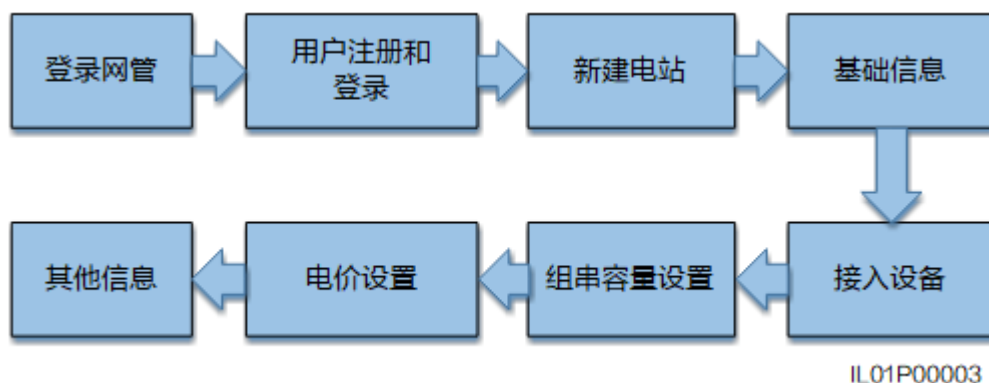 登录网管
用户注册和
登录
新建电站
基础信息
接入设备
组串容量设置
电价设置
其他信息
IL01P00003